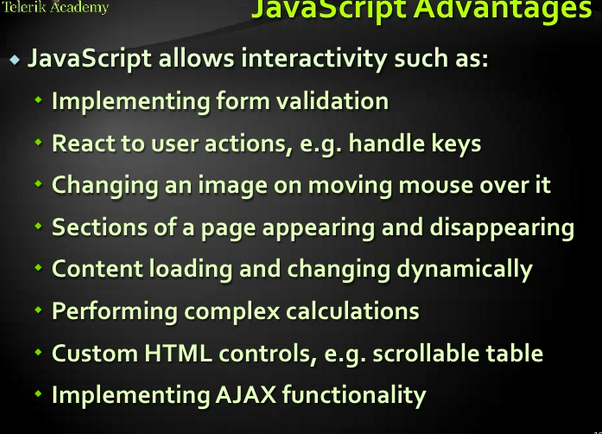 Telerik Academy
JavaScript Advantages
JavaScript allows interactivity such as:
Implementing form validation
React to user actions, e.g. handle keys
Changing an image on moving mouse over it
Sections of a page appearing and disappearing
Content loading and changing dynamically
Performing complex calculations
Custom HTML controls, e.g. scrollable table
Implementing AJAX functionality